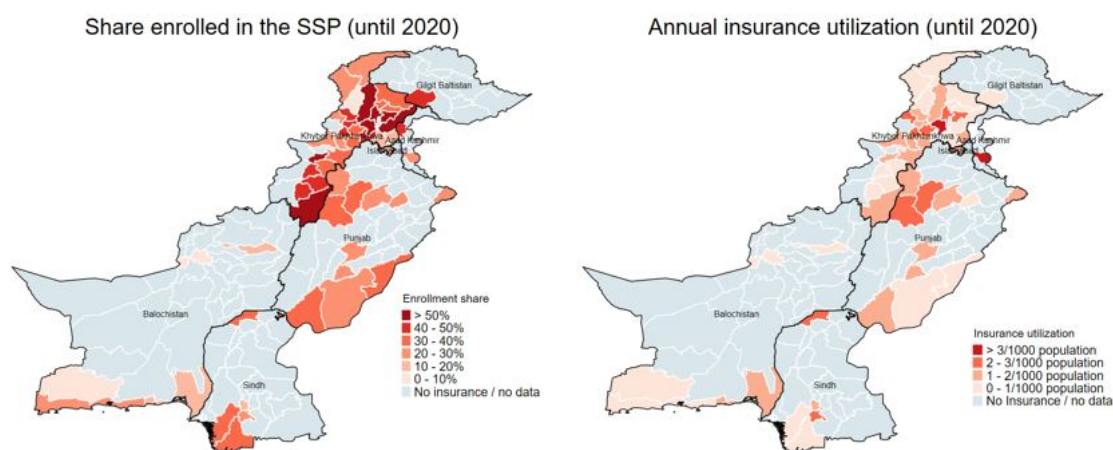 Share enrolled in the SSP (until 2020)
Gilgit Baltistan
Khyber Pakhtunkhwa
Azad Kashmir
Islamabad
Punjab
Balochistan
Sindh
Enrollment share
> 50%
40 - 50%
30 - 40%
20 - 30%
10 - 20%
0 - 10%
No insurance / no data
Annual insurance utilization (until 2020)
Gilgit Baltistan
Khyber Pakhtunkhwa
Azad Kashmir
Islamabad
Punjab
Balochistan
Sindh
Insurance utilization
> 3/1000 population
2 - 3/1000 population
1 - 2/1000 population
0 - 1/1000 population
No Insurance / no data